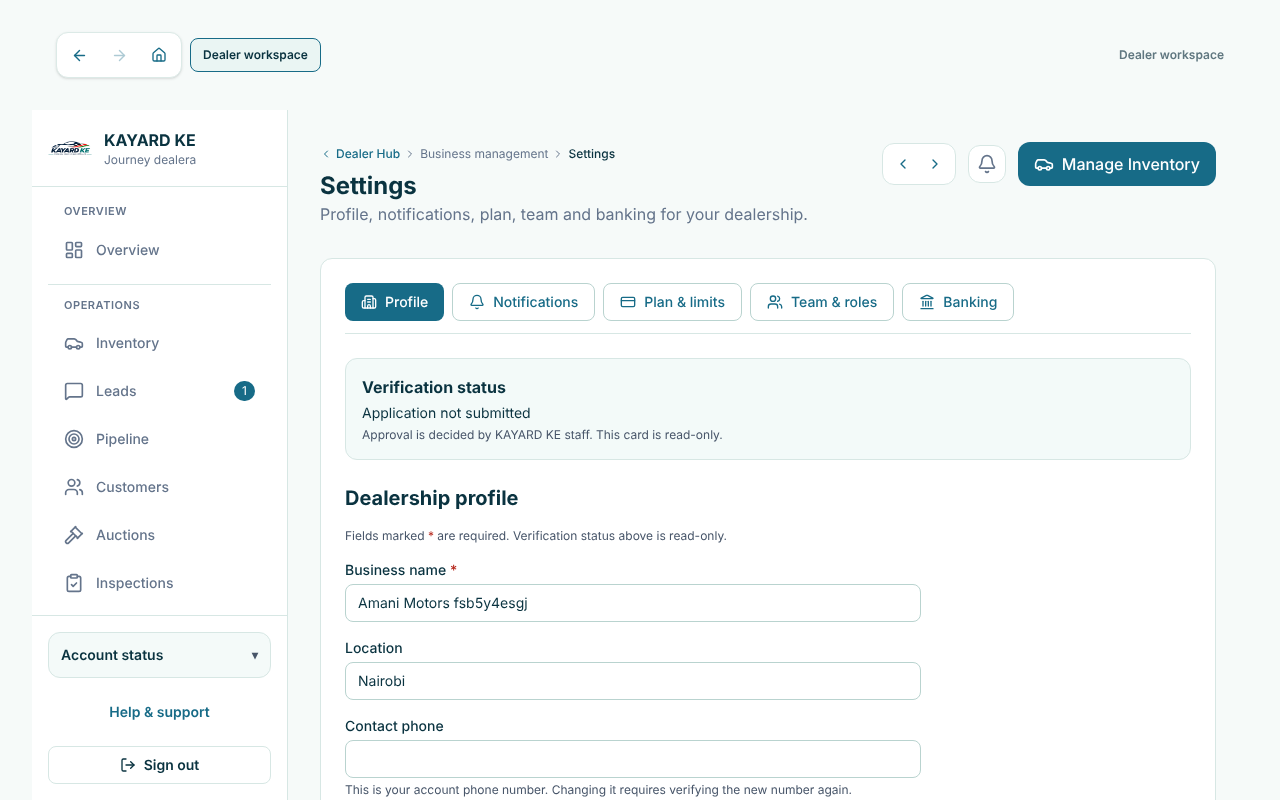 Dealer workspace
Dealer workspace
KAYARD KE
KAYARD KE
Journey dealera
OVERVIEW
Overview
OPERATIONS
Inventory
Leads
1
Pipeline
Customers
Auctions
Inspections
Account status
Help & support
Sign out
Dealer Hub
Business management
Settings
Settings
Profile, notifications, plan, team and banking for your dealership.
Manage Inventory
Profile
Notifications
Plan & limits
Team & roles
Banking
Verification status
Application not submitted
Approval is decided by KAYARD KE staff. This card is read-only.
Dealership profile
Fields marked * are required. Verification status above is read-only.
Business name *
Amani Motors fsb5y4esgj
Location
Nairobi
Contact phone
This is your account phone number. Changing it requires verifying the new number again.